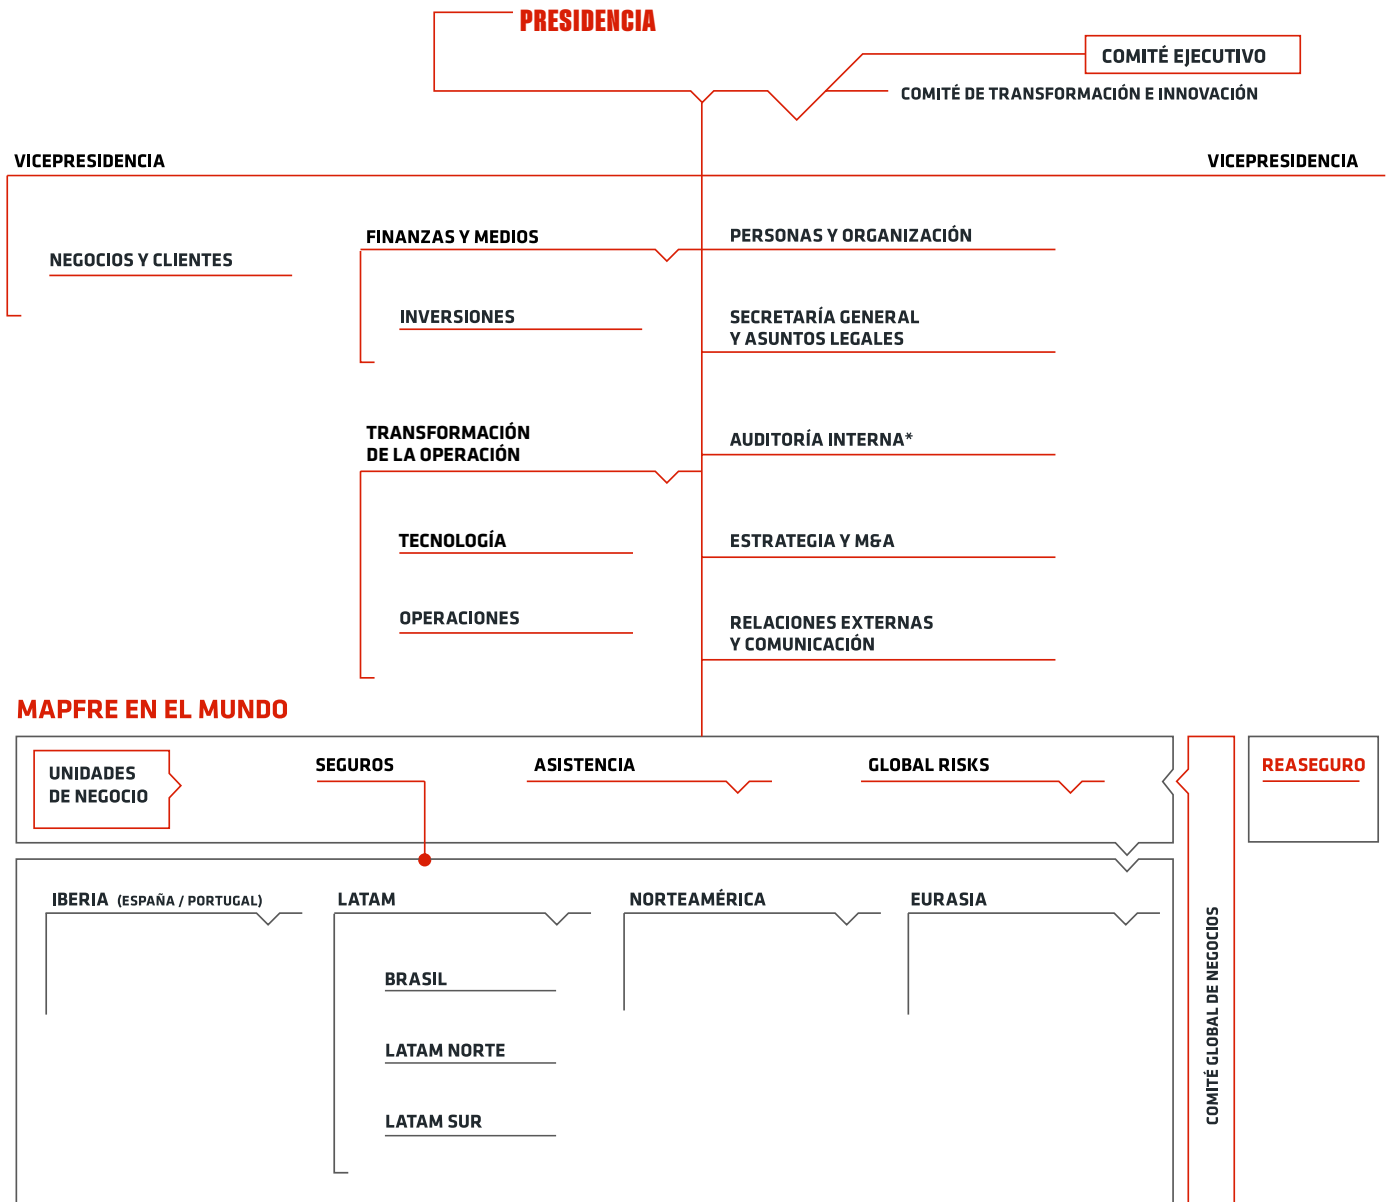 PRESIDENCIA
COMITÉ EJECUTIVO
COMITÉ DE TRANSFORMACIÓN E INNOVACIÓN
VICEPRESIDENCIA
VICEPRESIDENCIA
NEGOCIOS Y CLIENTES
FINANZAS Y MEDIOS
INVERSIONES
TRANSFORMACIÓN
DE LA OPERACIÓN
TECNOLOGÍA
OPERACIONES
PERSONAS Y ORGANIZACIÓN
SECRETARÍA GENERAL
Y ASUNTOS LEGALES
AUDITORÍA INTERNA*
ESTRATEGIA Y M&A
RELACIONES EXTERNAS
Y COMUNICACIÓN
MAPFRE EN EL MUNDO
UNIDADES
DE NEGOCIO
SEGUROS
ASISTENCIA
GLOBAL RISKS
REASEGURO
IBERIA (ESPAÑA / PORTUGAL)
LATAM
BRASIL
LATAM NORTE
LATAM SUR
NORTEAMÉRICA
EURASIA
COMITÉ GLOBAL DE NEGOCIOS